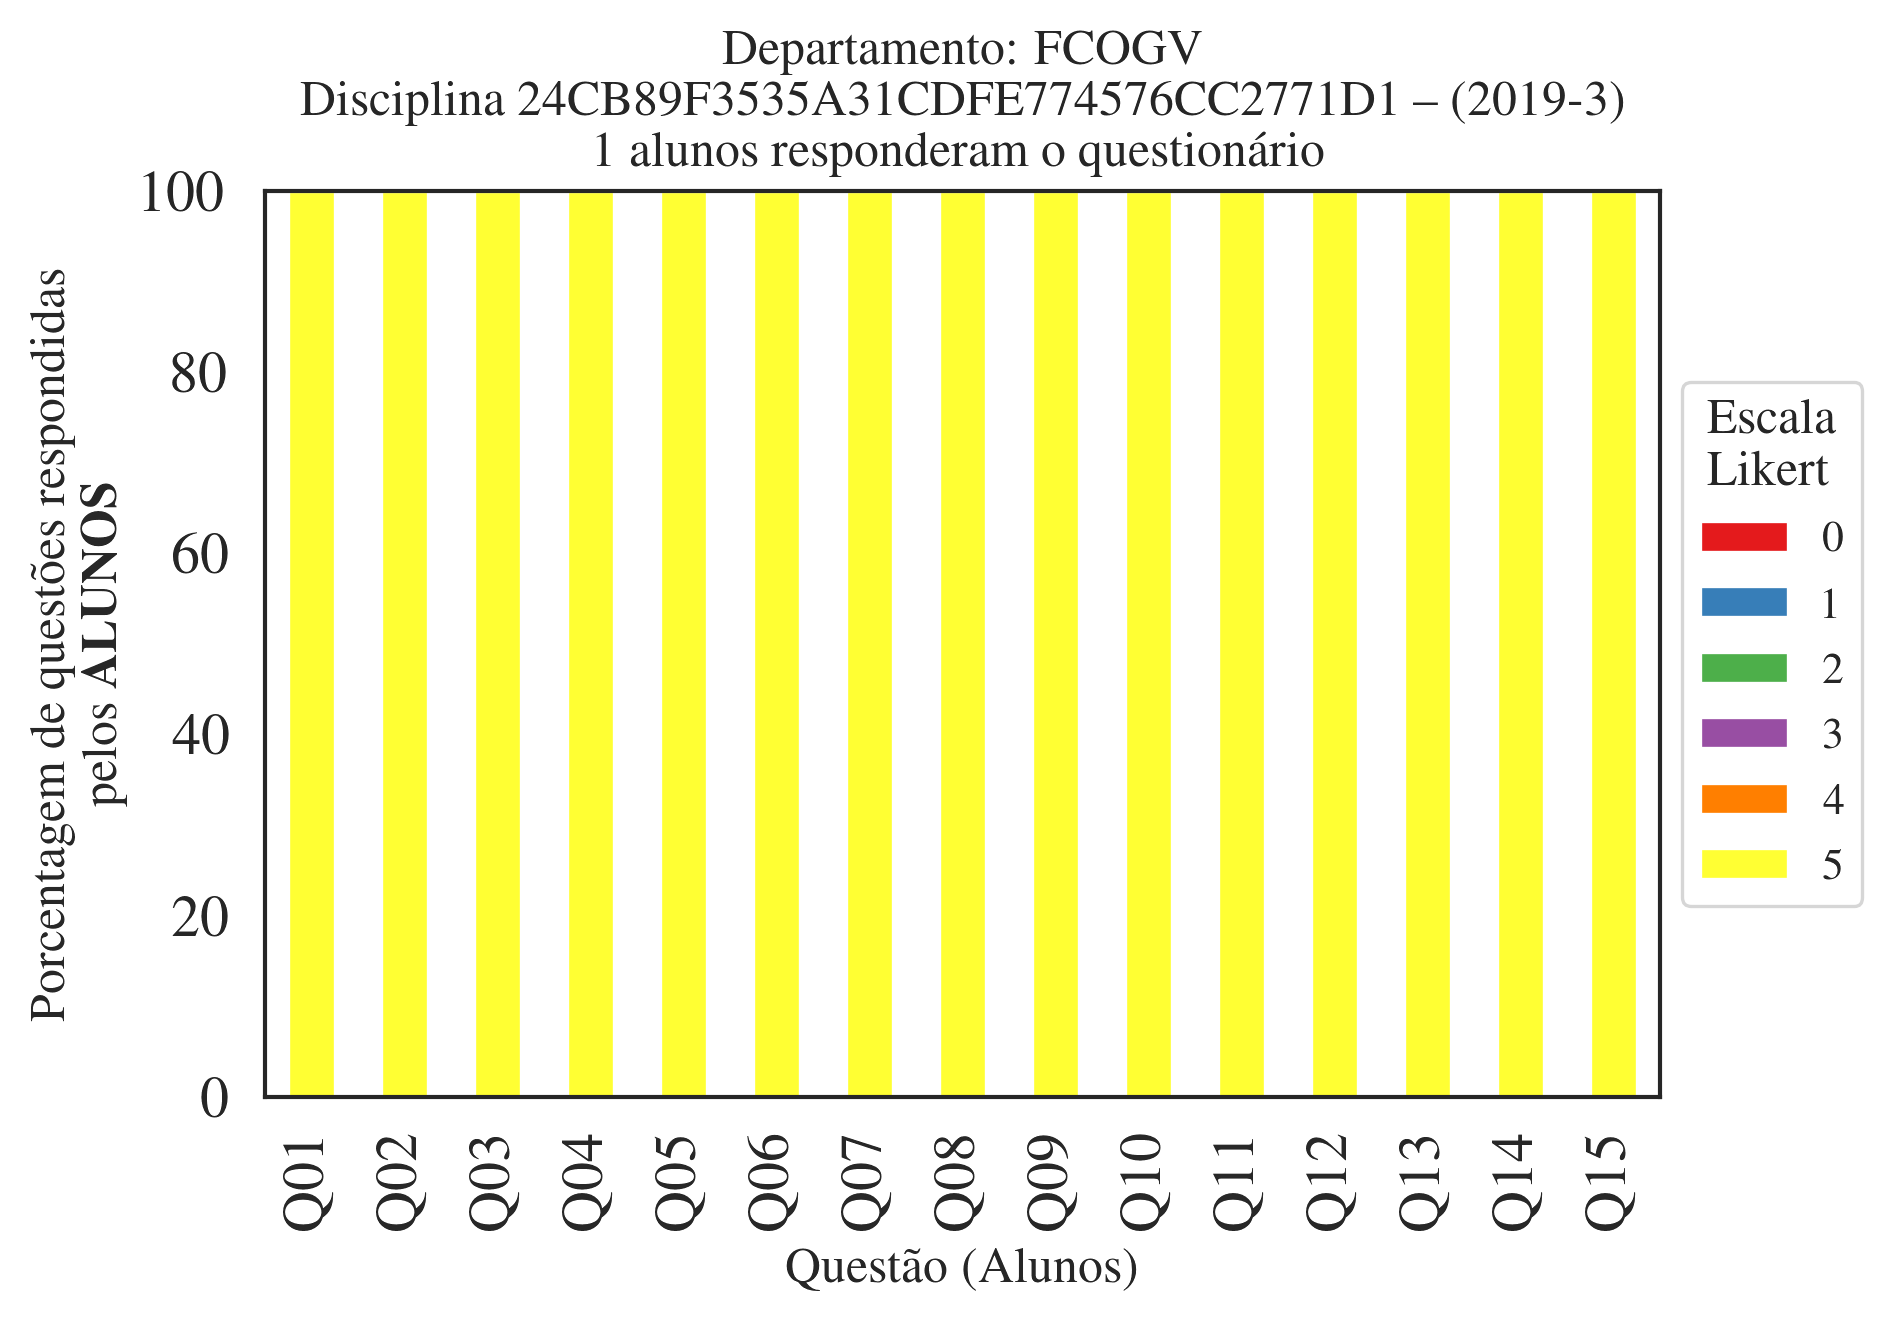 Departamento: FCOGV
Disciplina 24CB89F3535A31CDFE774576CC2771D1 – (2019-3)
1 alunos responderam o questionário
Porcentagem de questões respondidas
pelos ALUNOS
100
80
60
40
20
0
Q01
Q02
Q03
Q04
Q05
Q06
Q07
Q08
Q09
Q10
Q11
Q12
Q13
Q14
Q15
Questão (Alunos)
Escala
Likert
0
1
2
3
4
5